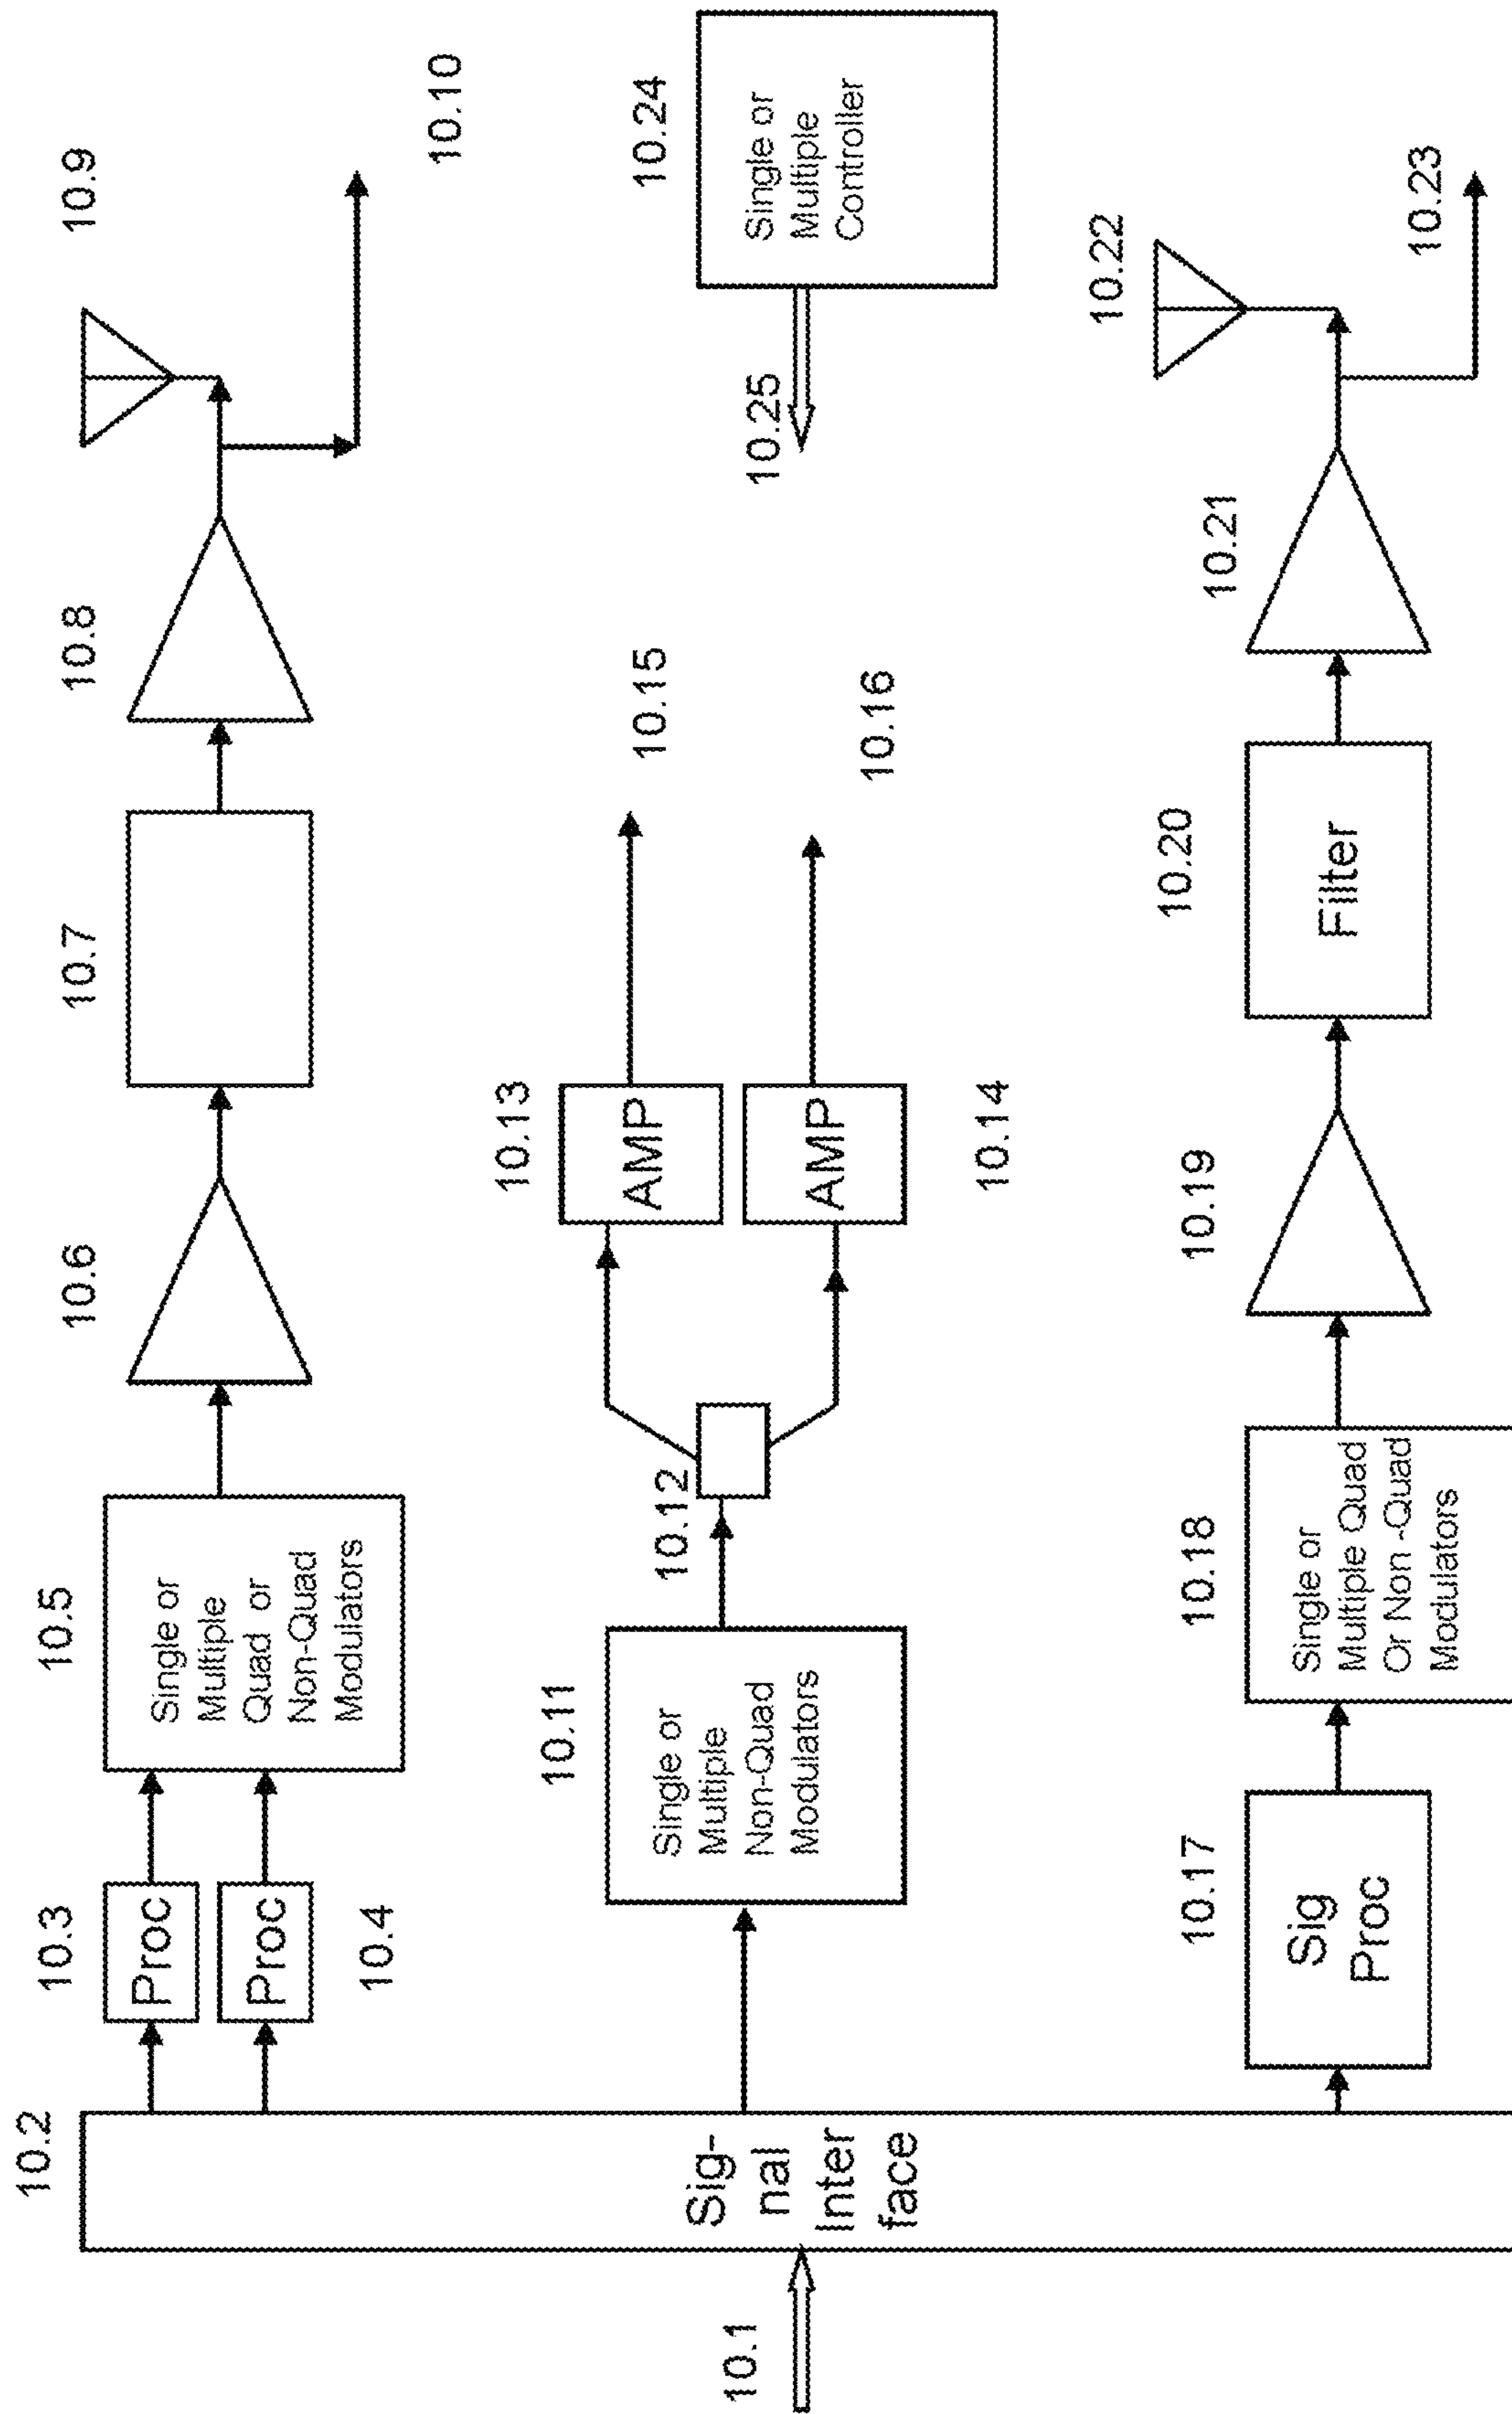 10.1
10.2
Sig-
nal
Inter
face
10.3
Proc
Proc
10.4
10.5
Single or
Multiple
Quad or
Non-Quad
Modulators
10.6
10.7
10.8
10.9
10.10
10.11
Single or
Multiple
Non-Quad
Modulators
10.12
10.13
AMP
AMP
10.14
10.15
10.16
10.24
Single or
Multiple
Controller
10.25
10.17
Sig
Proc
10.18
Single or
Multiple Quad
Or Non -Quad
Modulators
10.19
10.20
Filter
10.21
10.22
10.23